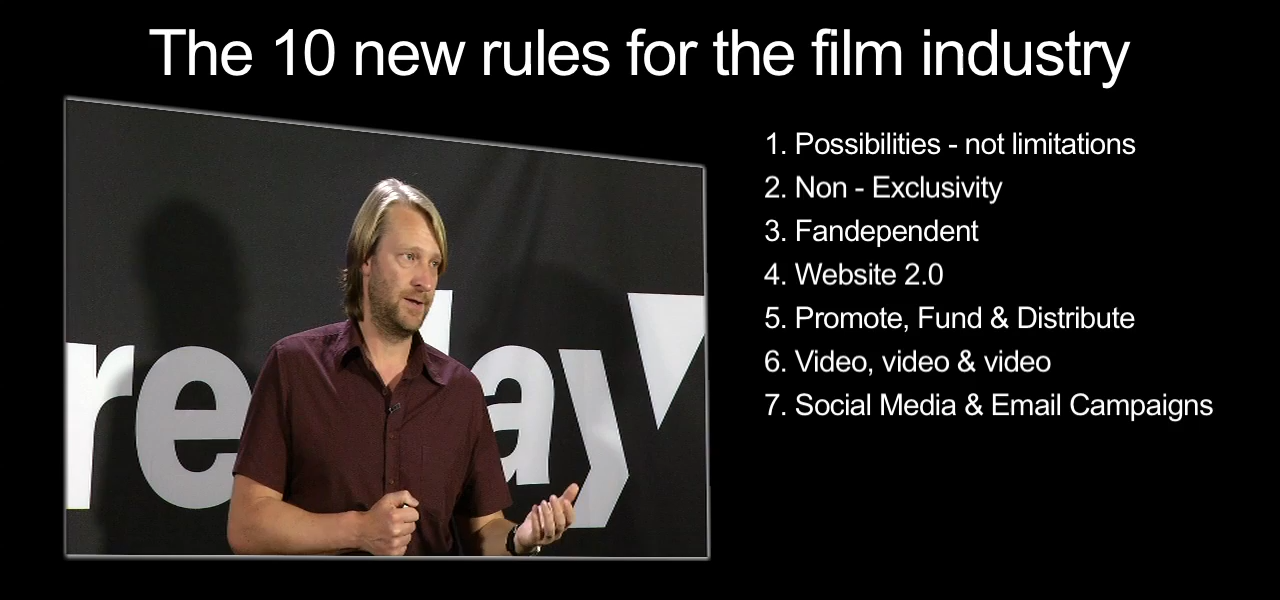 The 10 new rules for the film industry
1. Possibilities - not limitations
2. Non - Exclusivity
3. Fandependent
4. Website 2.0
5. Promote, Fund & Distribute
6. Video, video & video
7. Social Media & Email Campaigns